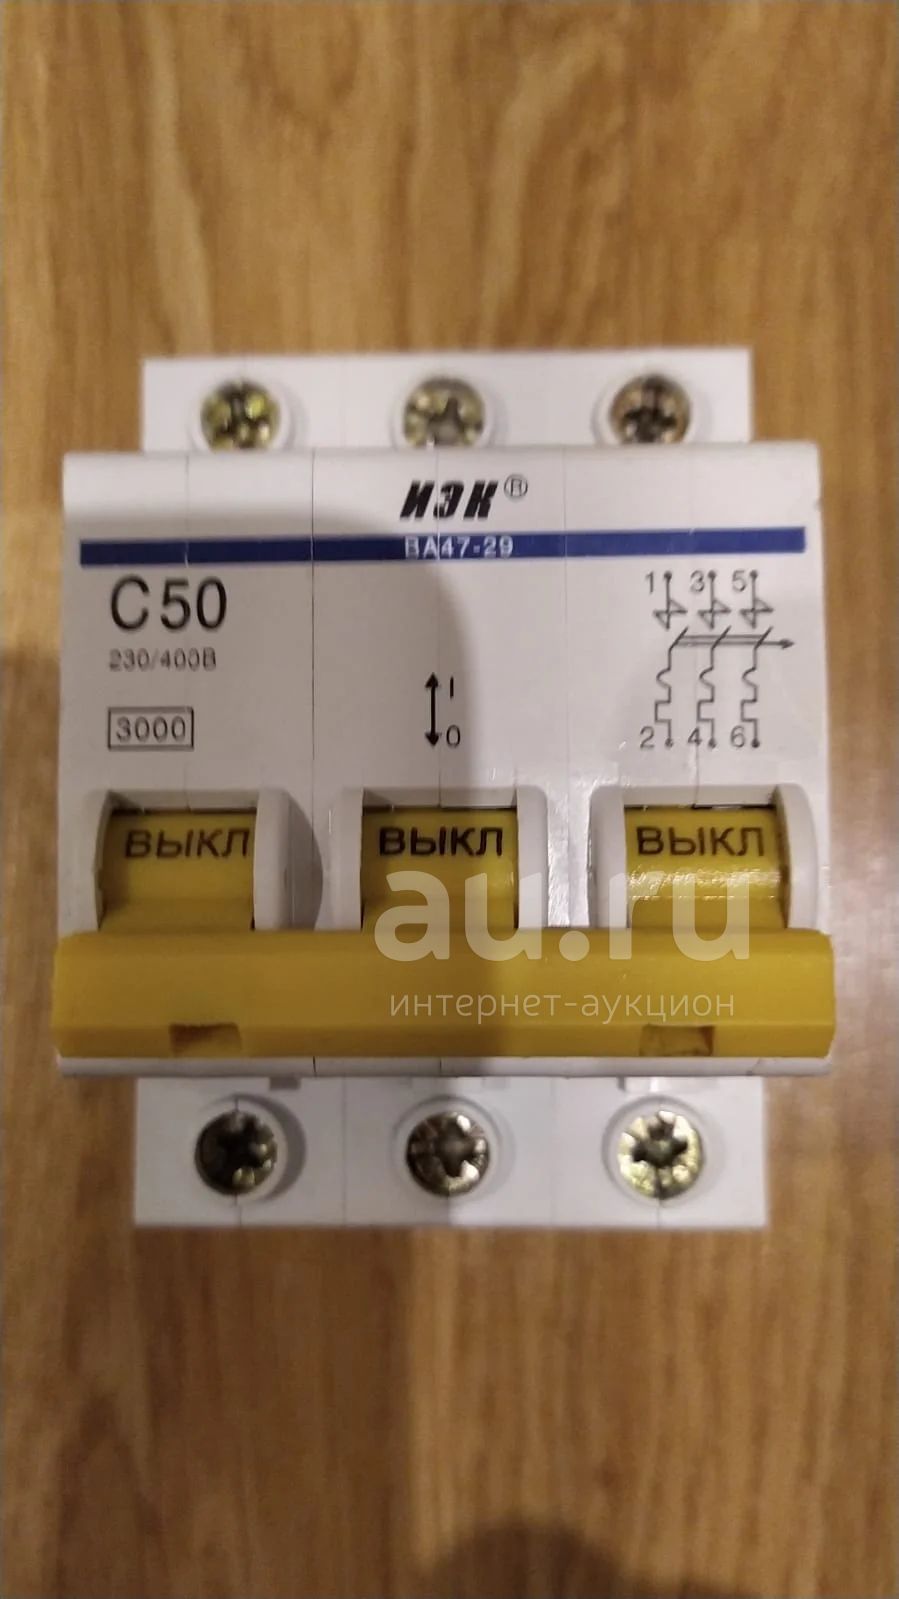 ИЭК®
ВА47-29
C50
230/400В
3000
1 3 5
I
0
2 4 6
ВЫКЛ ВЫКЛ ВЫКЛ
au.ru
интернет-аукцион